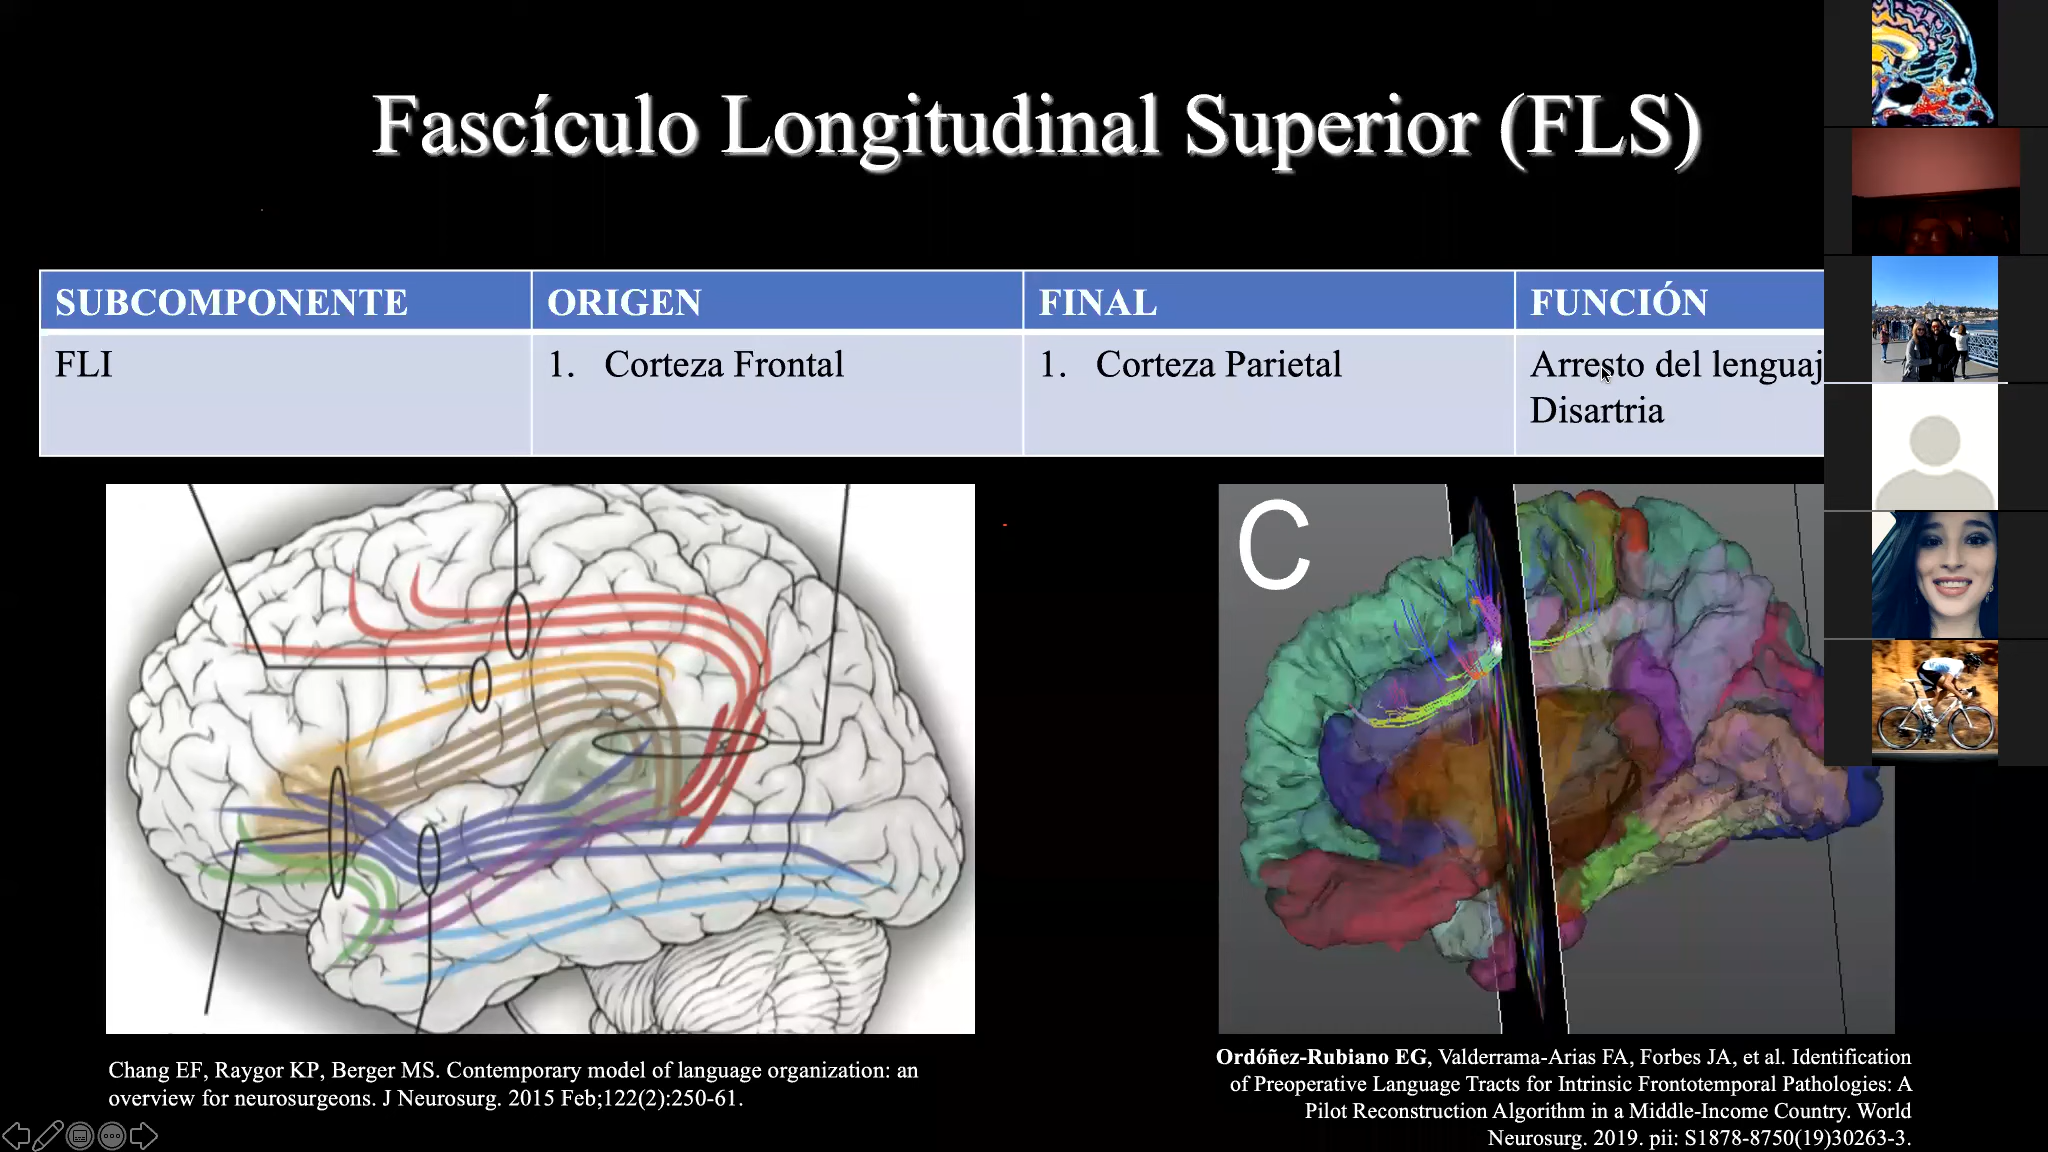 Fascículo Longitudinal Superior (FLS)
SUBCOMPONENTE
ORIGEN
FINAL
FUNCIÓN
FLI
1. Corteza Frontal
1. Corteza Parietal
Arresto del lenguaj
Disartria
C
Chang EF, Raygor KP, Berger MS. Contemporary model of language organization: an
overview for neurosurgeons. J Neurosurg. 2015 Feb;122(2):250-61.
Ordóñez-Rubiano EG, Valderrama-Arias FA, Forbes JA, et al. Identification
of Preoperative Language Tracts for Intrinsic Frontotemporal Pathologies: A
Pilot Reconstruction Algorithm in a Middle-Income Country. World
Neurosurg. 2019. pii: S1878-8750(19)30263-3.